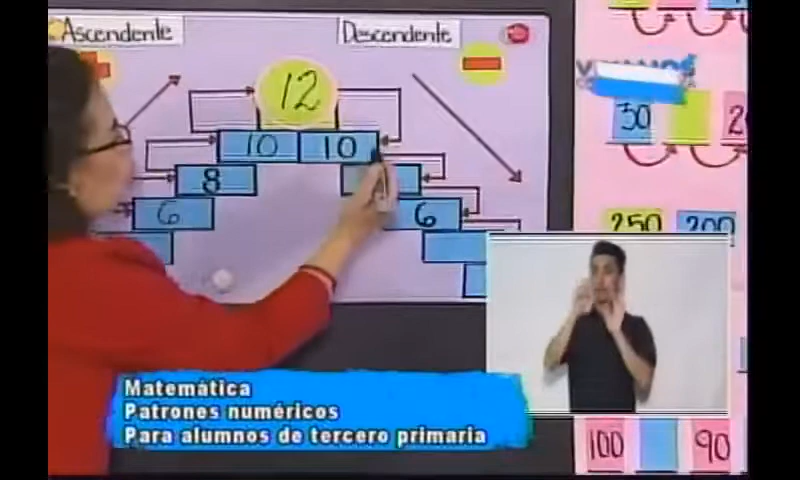 Ascendente
Descendente
12
30
10 10
8
6 6
250 200
Matemática
Patrones numéricos
Para alumnos de tercero primaria
100 90